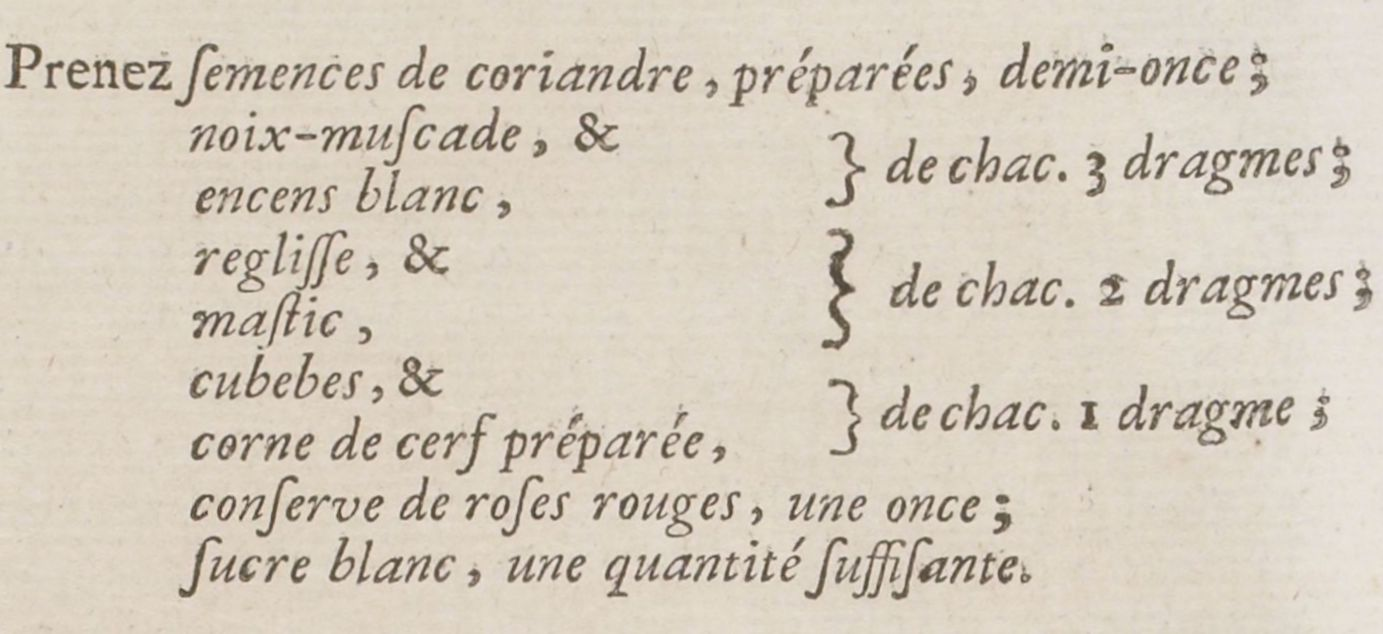 Prenez ſemences de coriandre, préparées, demi-once;
noix-muſcade, &
encens blanc,
} de chac. 3 dragmes;
regliſſe, &
maſtic,
} de chac. 2 dragmes;
cubebes, &
corne de cerf préparée,
} de chac. 1 dragme;
conſerve de roſes rouges, une once;
ſucre blanc, une quantité ſuffiſante.